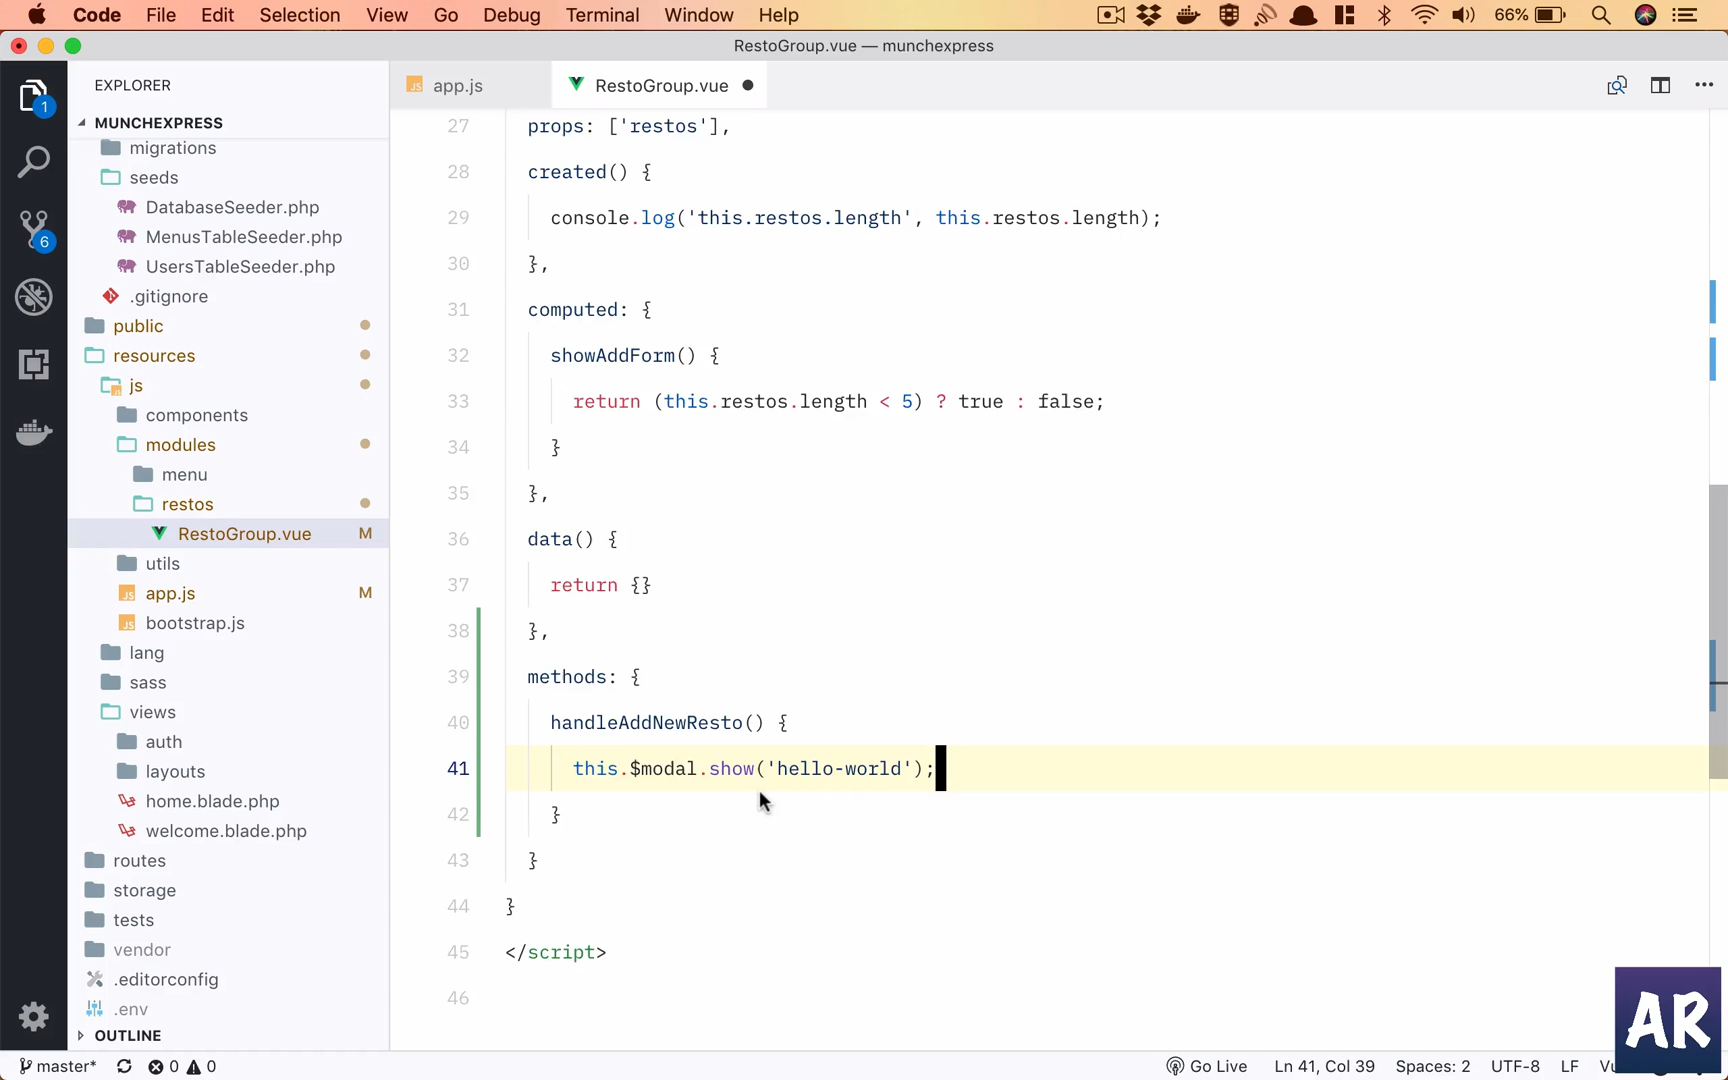 Code File Edit Selection View Go Debug Terminal Window Help 66%
RestoGroup.vue — munchexpress
EXPLORER
app.js
RestoGroup.vue
1
MUNCHEXPRESS
migrations
seeds
DatabaseSeeder.php
MenusTableSeeder.php
6
UsersTableSeeder.php
.gitignore
public
resources
js
components
modules
menu
restos
RestoGroup.vue M
utils
app.js M
bootstrap.js
lang
sass
views
auth
layouts
home.blade.php
welcome.blade.php
routes
storage
tests
vendor
.editorconfig
.env
OUTLINE
27 props: ['restos'],
28 created() {
29 console.log('this.restos.length', this.restos.length);
30 },
31 computed: {
32 showAddForm() {
33 return (this.restos.length < 5) ? true : false;
34 }
35 },
36 data() {
37 return {}
38 },
39 methods: {
40 handleAddNewResto() {
41 this.$modal.show('hello-world');
42 }
43 }
44 }
45 </script>
46
AR
master* 0 0 Go Live Ln 41, Col 39 Spaces: 2 UTF-8 LF